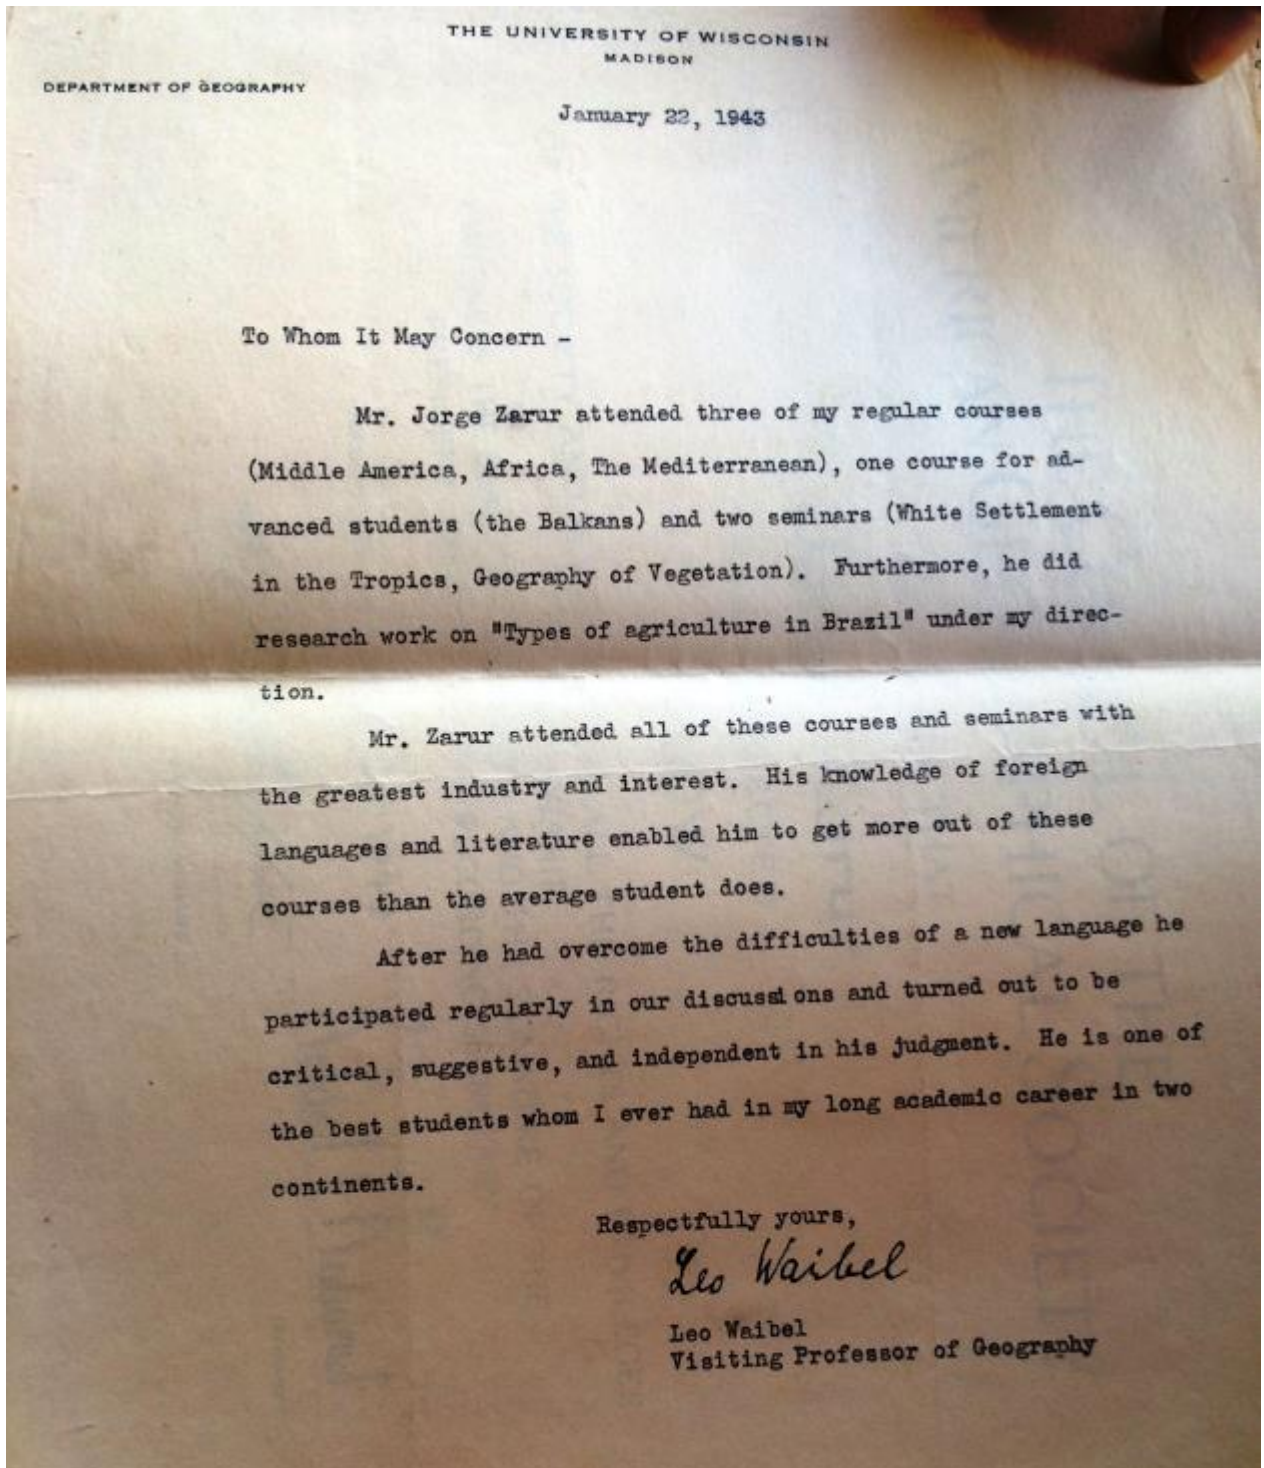 THE UNIVERSITY OF WISCONSIN
MADISON
DEPARTMENT OF GEOGRAPHY
January 22, 1943
To Whom It May Concern -
Mr. Jorge Zarur attended three of my regular courses
(Middle America, Africa, The Mediterranean), one course for ad-
vanced students (the Balkans) and two seminars (White Settlement
in the Tropics, Geography of Vegetation). Furthermore, he did
research work on "Types of agriculture in Brazil" under my direc-
tion.
Mr. Zarur attended all of these courses and seminars with
the greatest industry and interest. His knowledge of foreign
languages and literature enabled him to get more out of these
courses than the average student does.
After he had overcome the difficulties of a new language he
participated regularly in our discussions and turned out to be
critical, suggestive, and independent in his judgment. He is one of
the best students whom I ever had in my long academic career in two
continents.
Respectfully yours,
Leo Waibel
Leo Waibel
Visiting Professor of Geography